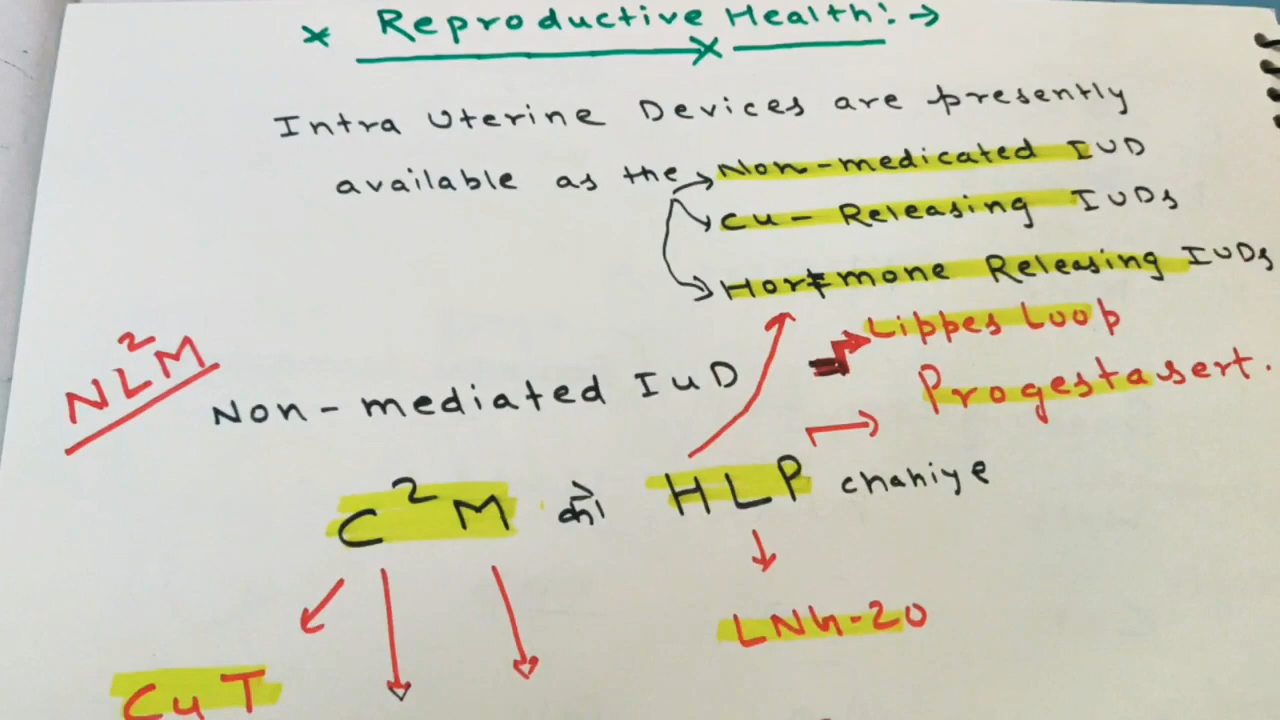 * Reproductive Health:→
Intra Uterine Devices are presently
available as the → Non-medicated IUD
Cu- Releasing IUDs
Hormone Releasing IUDs
→ Lippes Loop
NL²M
Non-mediated IUD
→ Progestasert.
C²M को HLP chahiye
LNh-20
CuT